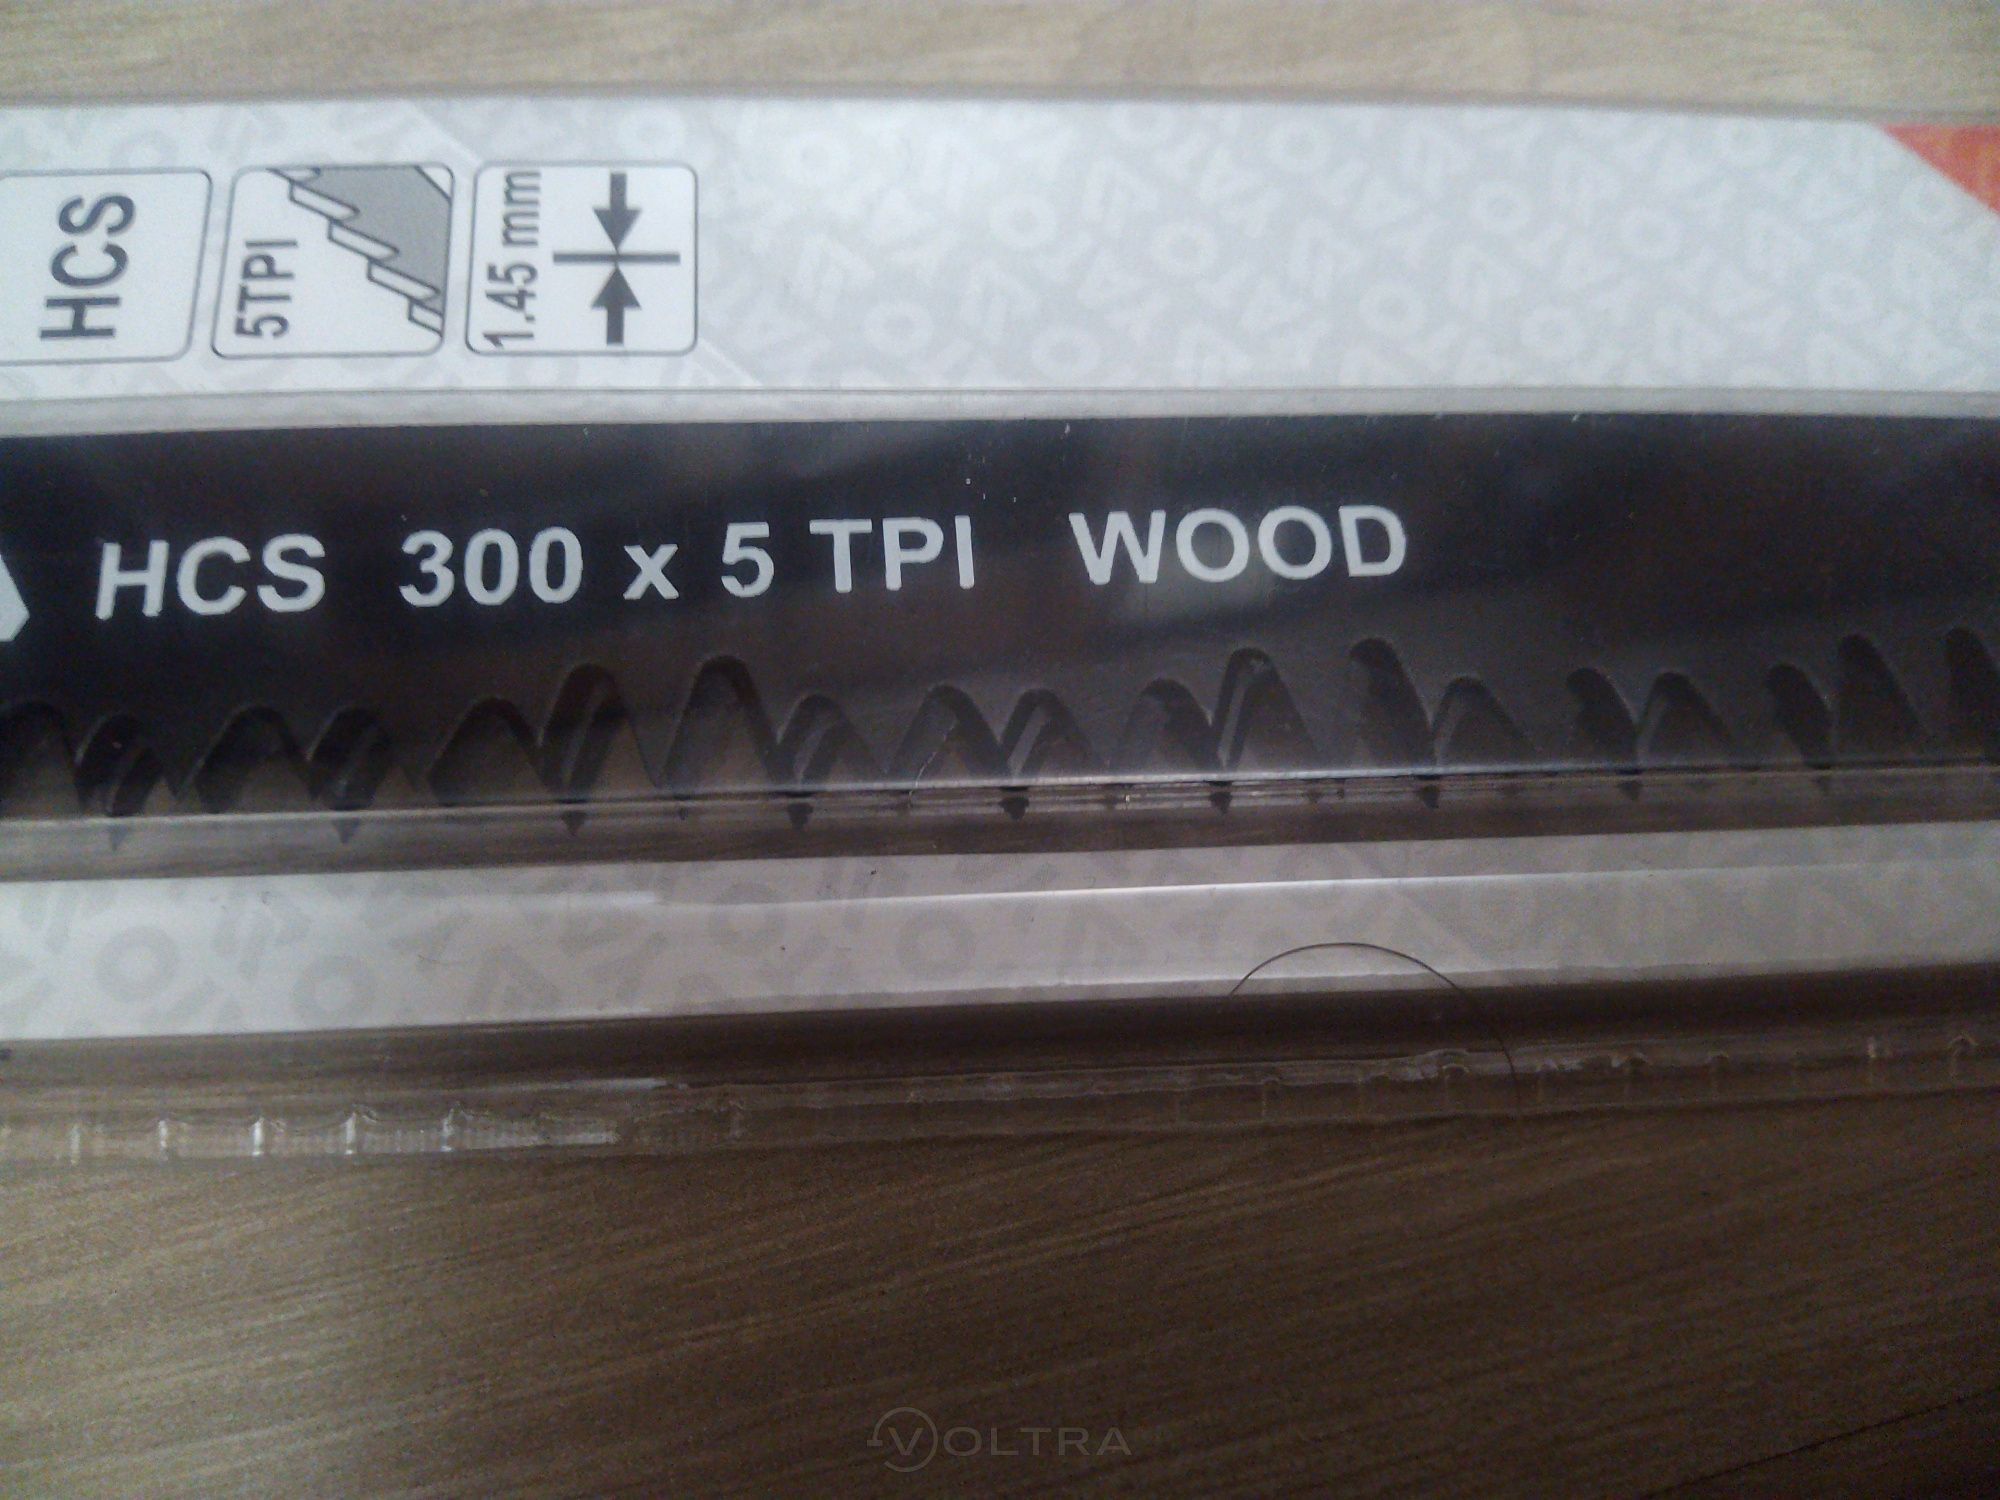 HCS
5TPI
1.45 mm
HCS 300 x 5 TPI WOOD
VOLTRA